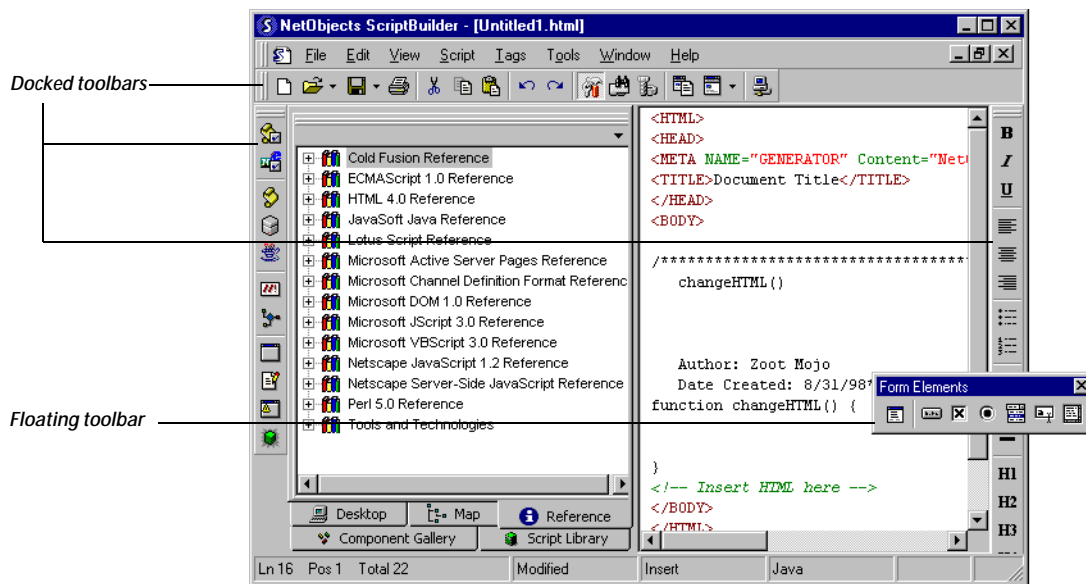 NetObjects ScriptBuilder - [Untitled1.html]
File Edit View Script Tags Tools Window Help
Docked toolbars
Cold Fusion Reference
ECMAScript 1.0 Reference
HTML 4.0 Reference
JavaSoft Java Reference
Lotus Script Reference
Microsoft Active Server Pages Reference
Microsoft Channel Definition Format Referenc
Microsoft DOM 1.0 Reference
Microsoft JScript 3.0 Reference
Microsoft VBScript 3.0 Reference
Netscape JavaScript 1.2 Reference
Netscape Server-Side JavaScript Reference
Perl 5.0 Reference
Tools and Technologies
<HTML>
<HEAD>
<META NAME="GENERATOR" Content="Net
<TITLE>Document Title</TITLE>
</HEAD>
<BODY>
/***********************************
changeHTML()
Author: Zoot Mojo
Date Created: 8/31/98*
function changeHTML() {
}
<!-- Insert HTML here -->
</BODY>
</HTML>
B
I
U
Form Elements
Floating toolbar
H1
H2
H3
Desktop Map Reference
Component Gallery Script Library
Ln 16 Pos 1 Total 22 Modified Insert Java